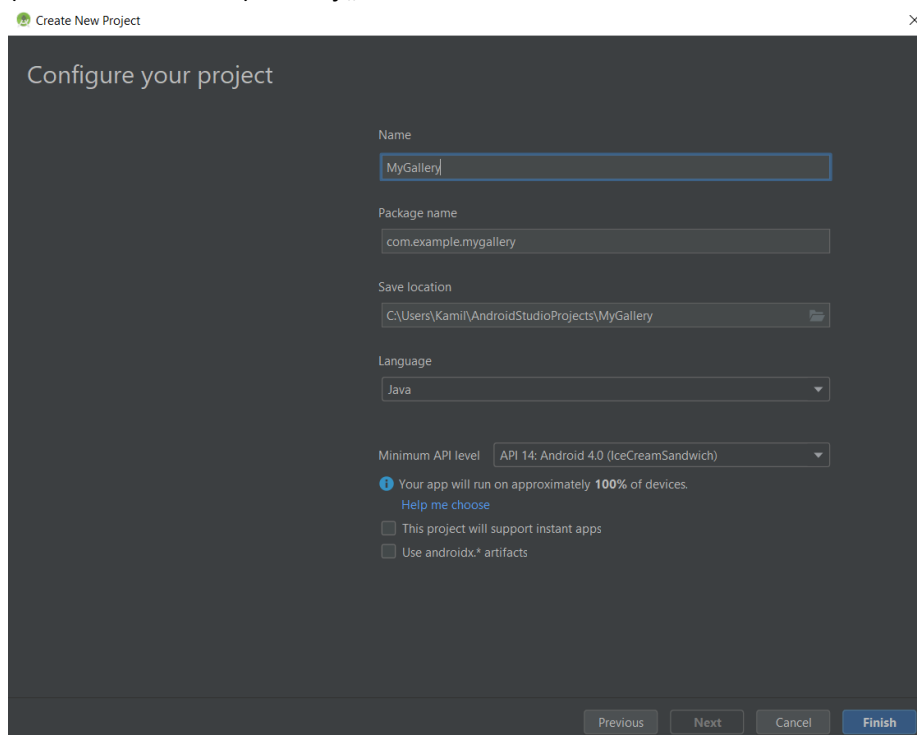 Create New Project
Configure your project
Name
MyGallery
Package name
com.example.mygallery
Save location
C:\Users\Kamil\AndroidStudioProjects\MyGallery
Language
Java
Minimum API level API 14: Android 4.0 (IceCreamSandwich)
Your app will run on approximately 100% of devices.
Help me choose
This project will support instant apps
Use androidx.* artifacts
Previous Next Cancel Finish